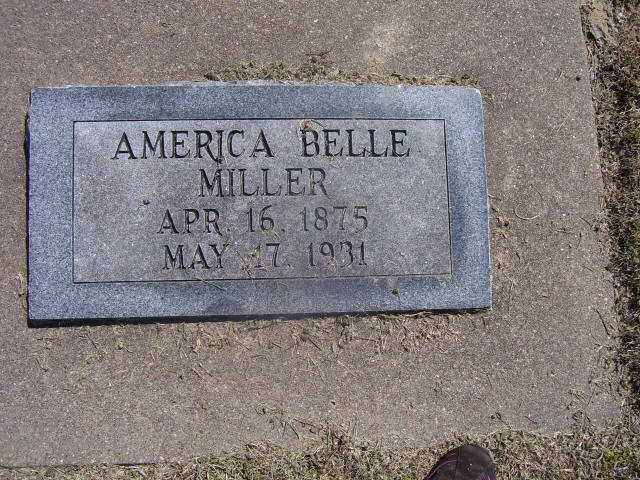 AMERICA BELLE
MILLER
APR. 16. 1875
MAY 17. 1931